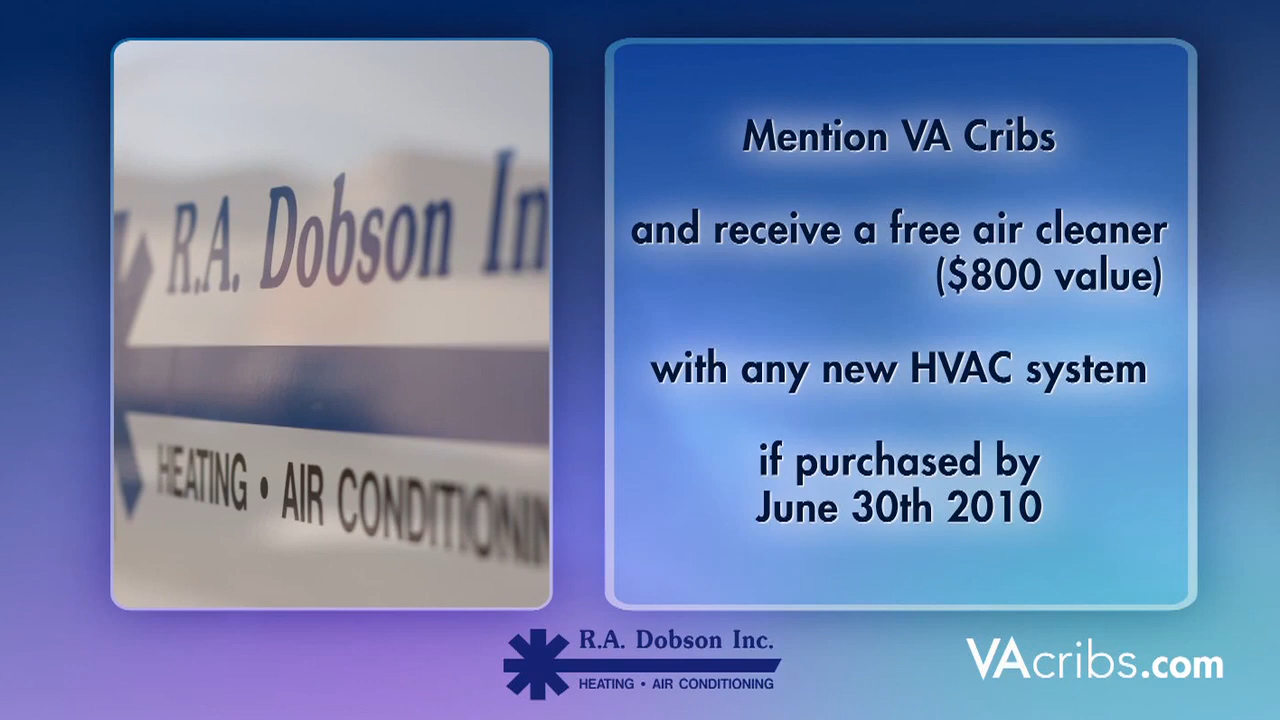 R.A. Dobson In
HEATING • AIR CONDITIONIN
Mention VA Cribs
and receive a free air cleaner
($800 value)
with any new HVAC system
if purchased by
June 30th 2010
R.A. Dobson Inc.
HEATING • AIR CONDITIONING
VAcribs.com